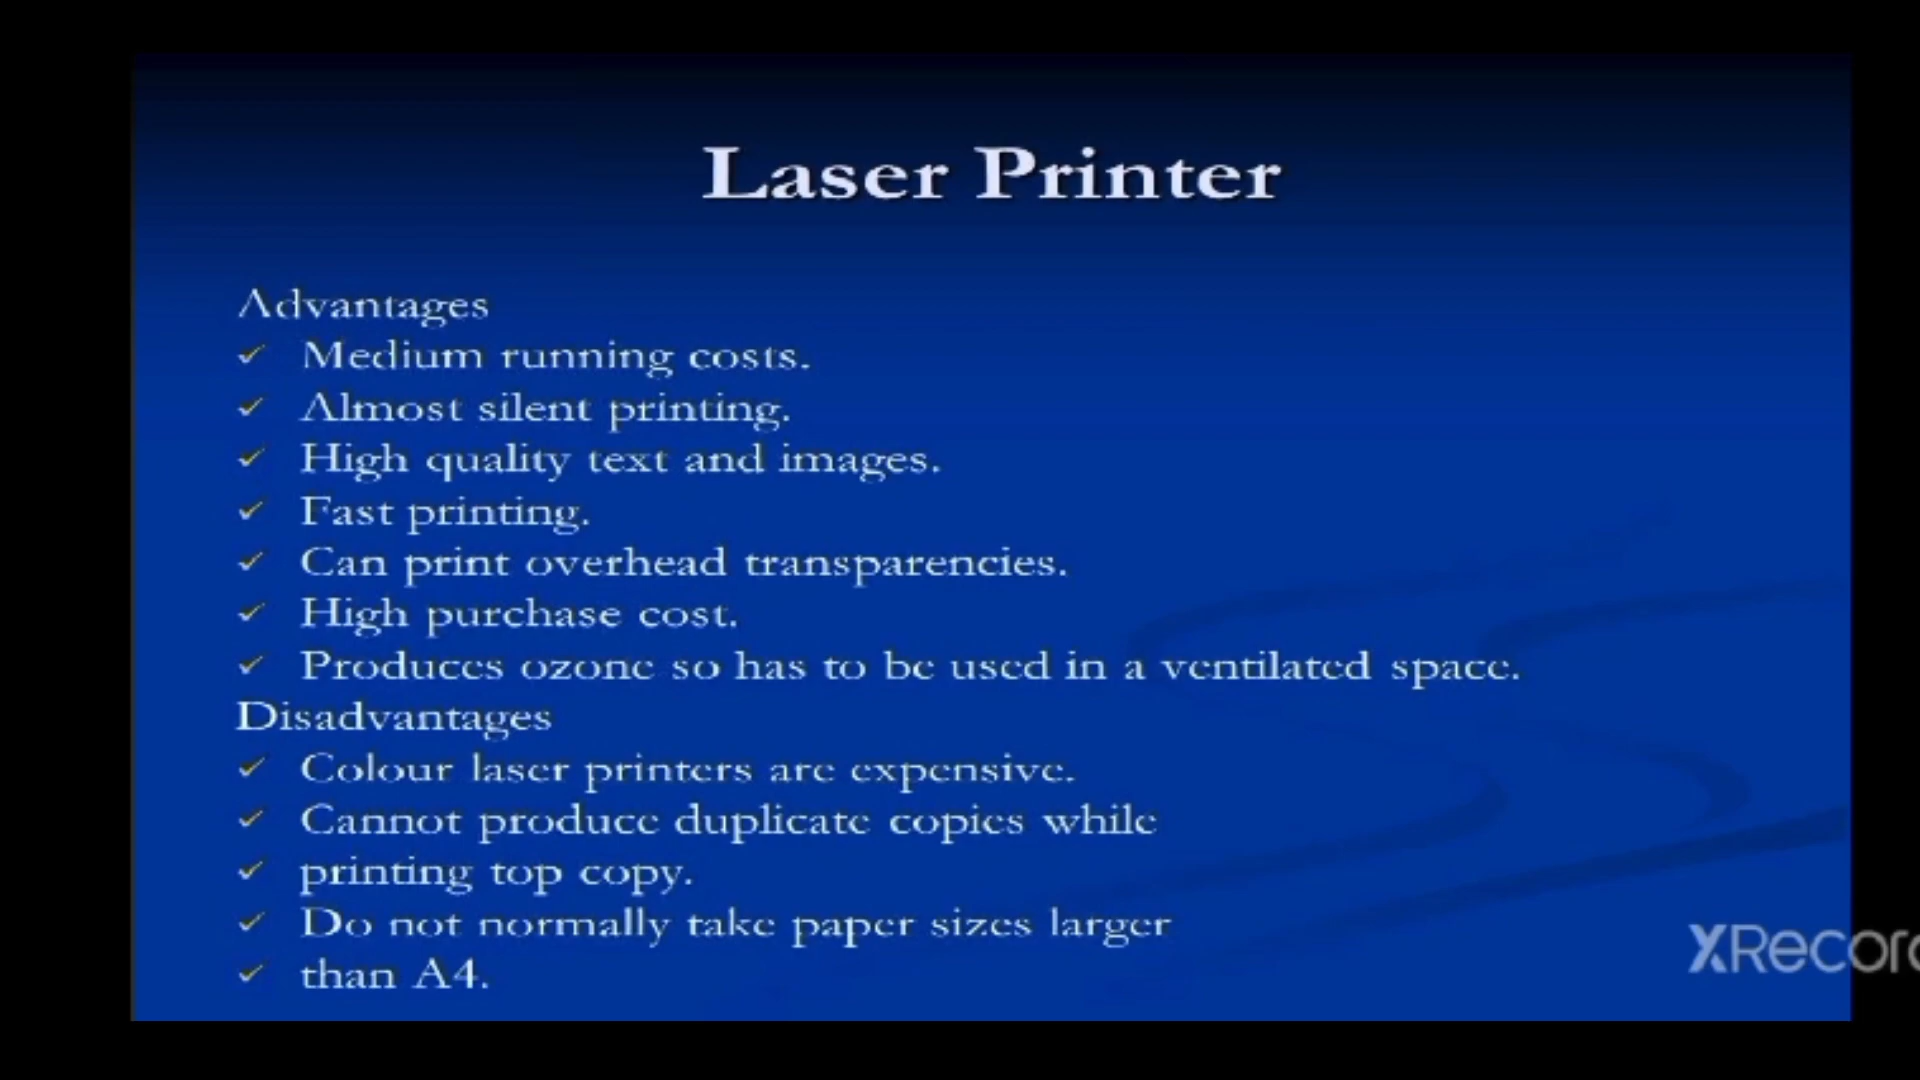 Laser Printer
Advantages
✓ Medium running costs.
✓ Almost silent printing.
✓ High quality text and images.
✓ Fast printing.
✓ Can print overhead transparencies.
✓ High purchase cost.
✓ Produces ozone so has to be used in a ventilated space.
Disadvantages
✓ Colour laser printers are expensive.
✓ Cannot produce duplicate copies while
✓ printing top copy.
✓ Do not normally take paper sizes larger
✓ than A4.
XRecor